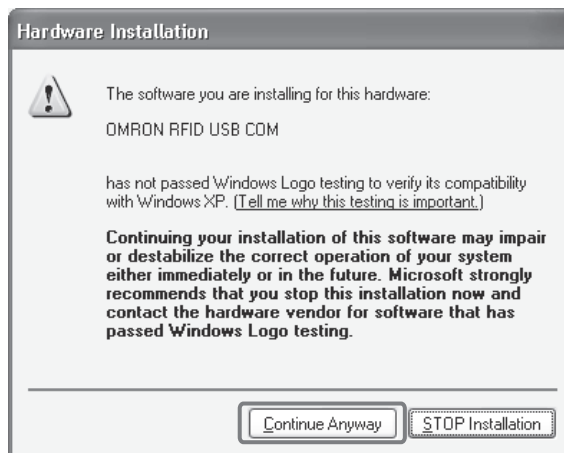 Hardware Installation
The software you are installing for this hardware:
OMRON RFID USB COM
has not passed Windows Logo testing to verify its compatibility
with Windows XP. (Tell me why this testing is important.)
Continuing your installation of this software may impair
or destabilize the correct operation of your system
either immediately or in the future. Microsoft strongly
recommends that you stop this installation now and
contact the hardware vendor for software that has
passed Windows Logo testing.
Continue Anyway STOP Installation